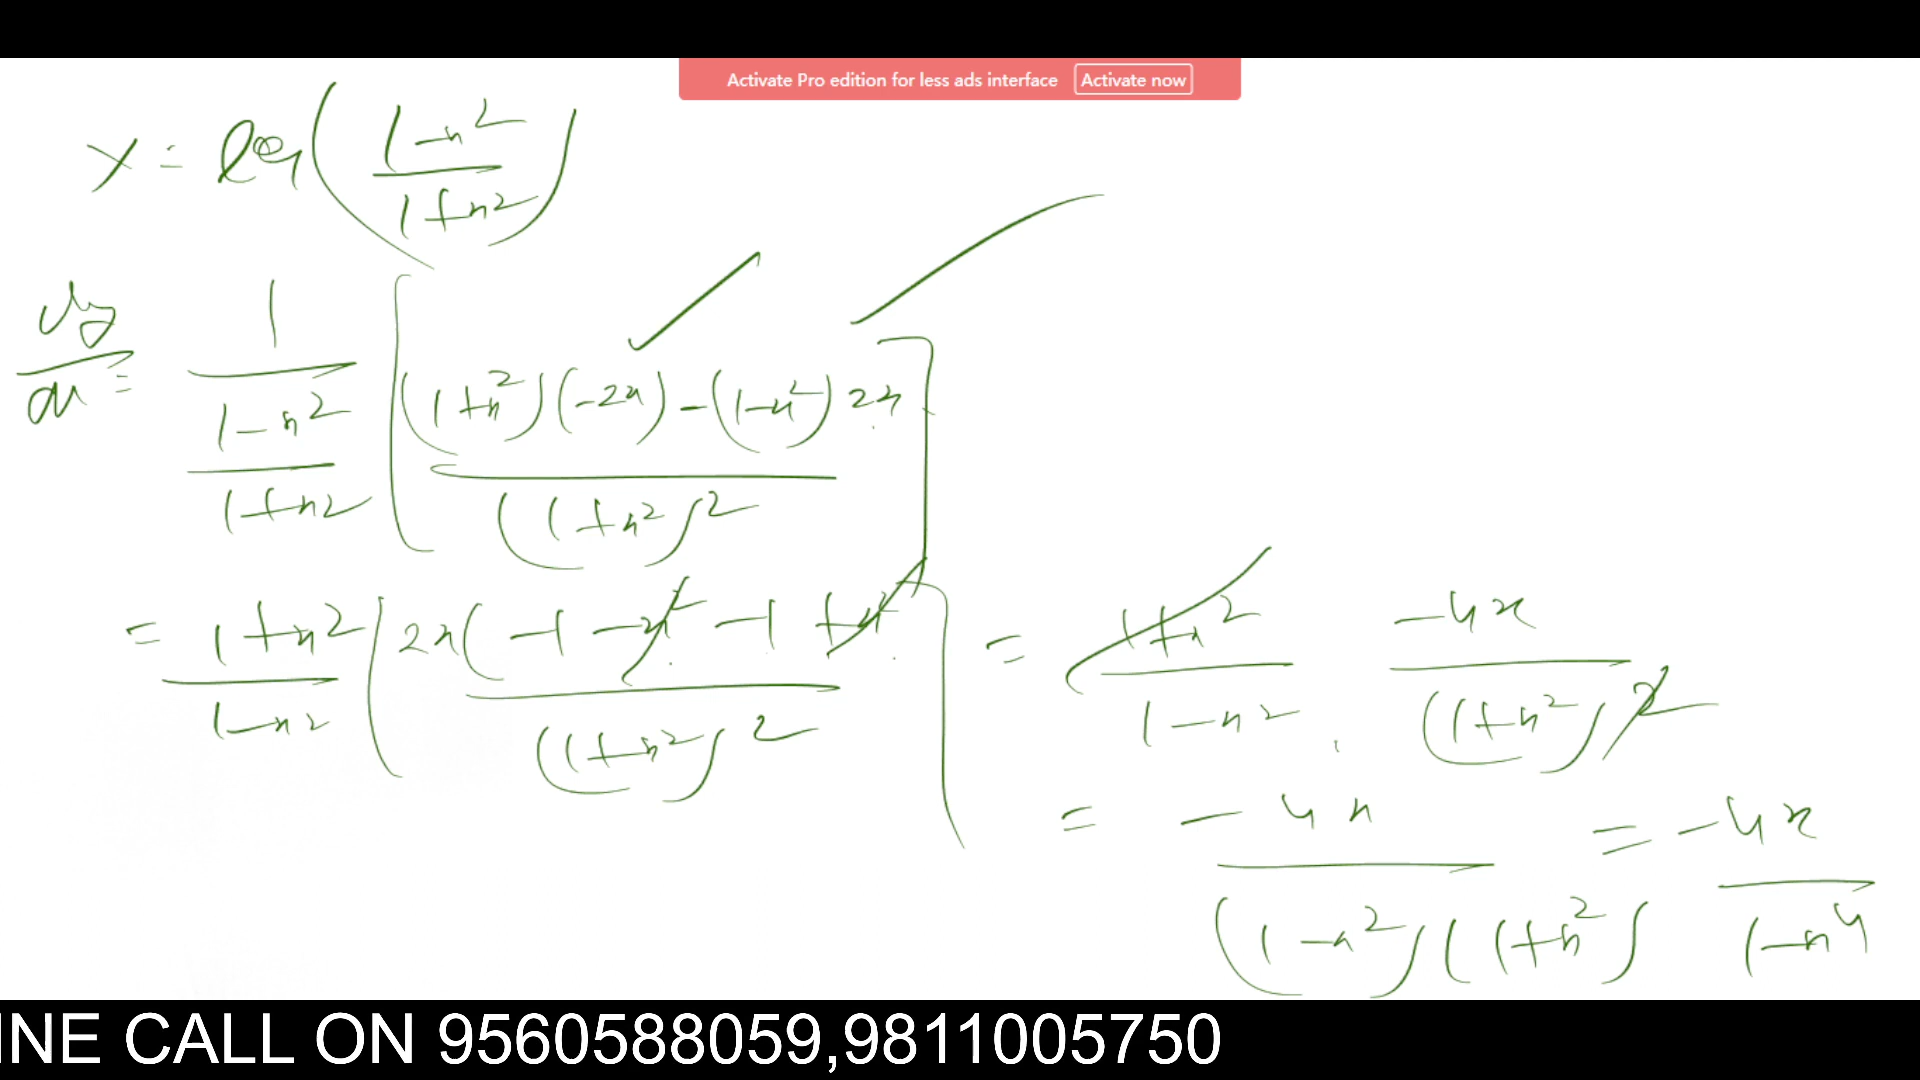 Activate Pro edition for less ads interface Activate now
y = log((1-x²)/(1+x²))
dy/dx = 1/((1-x²)/(1+x²)) [((1+x²)(-2x) - (1-x²)2x)/((1+x²)²)]
= (1+x²)/(1-x²) (2x(-1-x²-1+x²)/((1+x²)²)
= (1+x²)/(1-x²) . -4x/((1+x²)²)
= -4x/((1-x²)(1+x²)) = -4x/(1-x⁴)
INE CALL ON 9560588059,9811005750